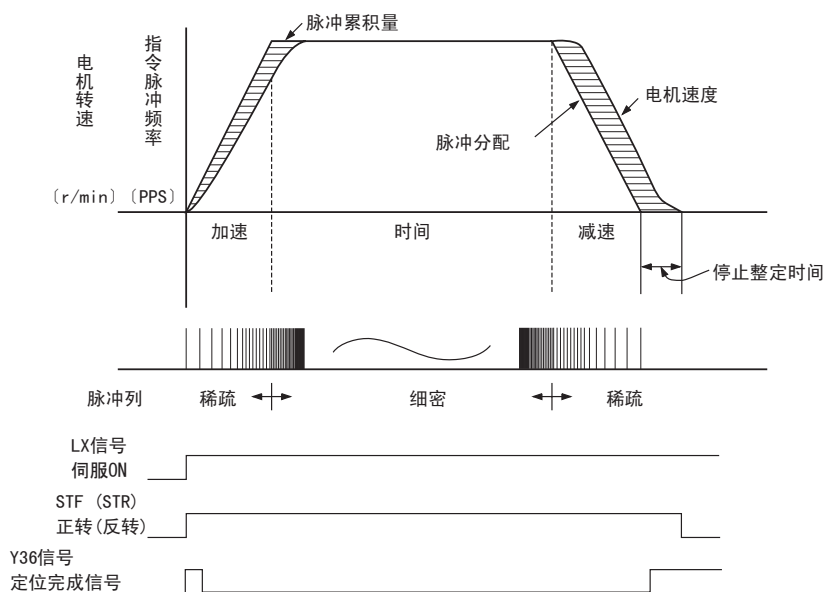 电机转速
指令脉冲频率
脉冲累积量
电机速度
脉冲分配
〔r/min〕〔PPS〕
加速
时间
减速
停止整定时间
脉冲列
稀疏
细密
稀疏
LX信号
伺服ON
STF (STR)
正转(反转)
Y36信号
定位完成信号